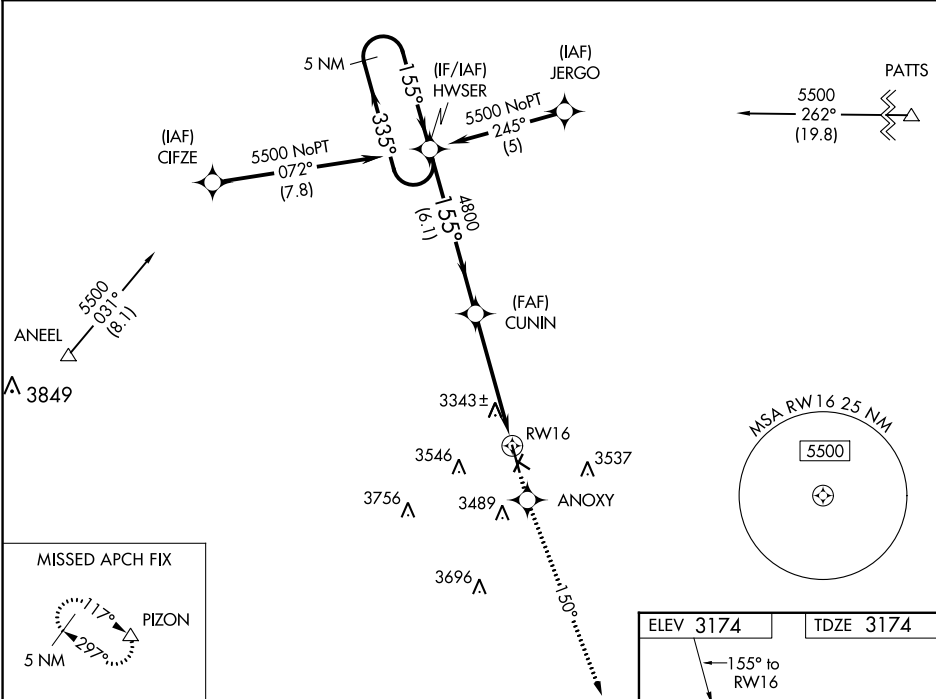 5 NM
155°
335°
(IF/IAF)
HWSER
(IAF)
JERGO
5500 NoPT
245°
(5)
PATTS
5500
262°
(19.8)
(IAF)
CIFZE
5500 NoPT
072°
(7.8)
4800
155°
(6.1)
5500
031°
(8.1)
ANEEL
3849
(FAF)
CUNIN
3343±
RW16
3546
3537
3756
3489
ANOXY
3696
150°
MSA RW16 25 NM
5500
MISSED APCH FIX
117°
297°
PIZON
5 NM
ELEV 3174
TDZE 3174
155° to
RW16